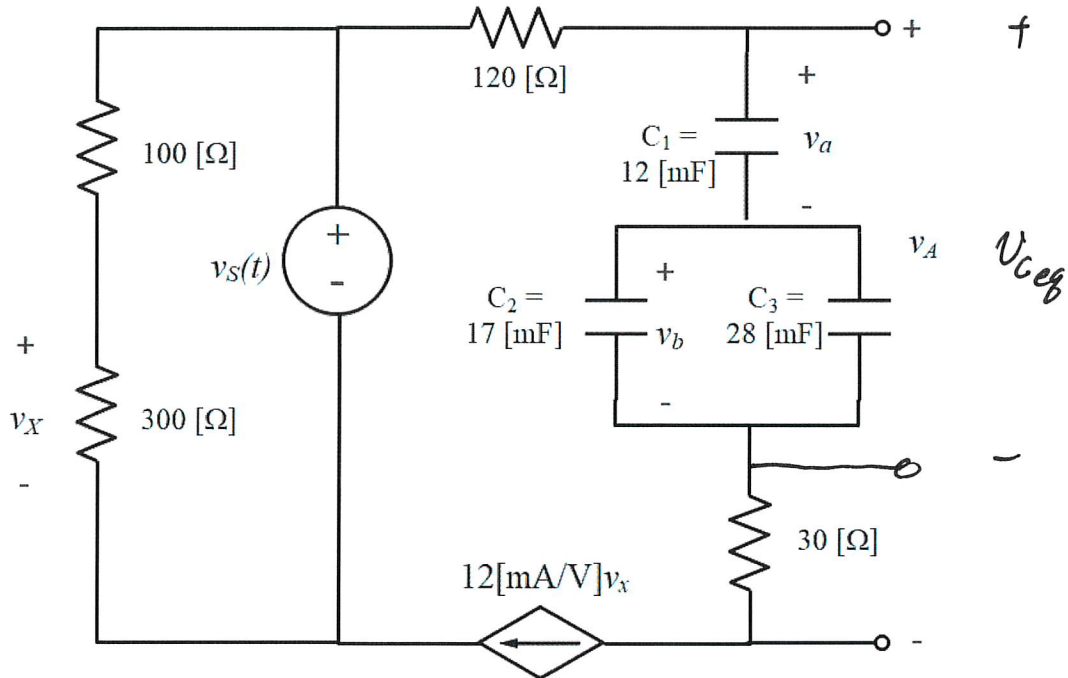 + +
120 [Ω]
+
100 [Ω]
C₁ =
12 [mF]
vₐ
-
+
-
vS(t)
+
C₂ =
17 [mF]
v_b
-
C₃ =
28 [mF]
v_A
v_Ceq
+
v_X
-
300 [Ω]
-
30 [Ω]
12[mA/V]vₓ
-